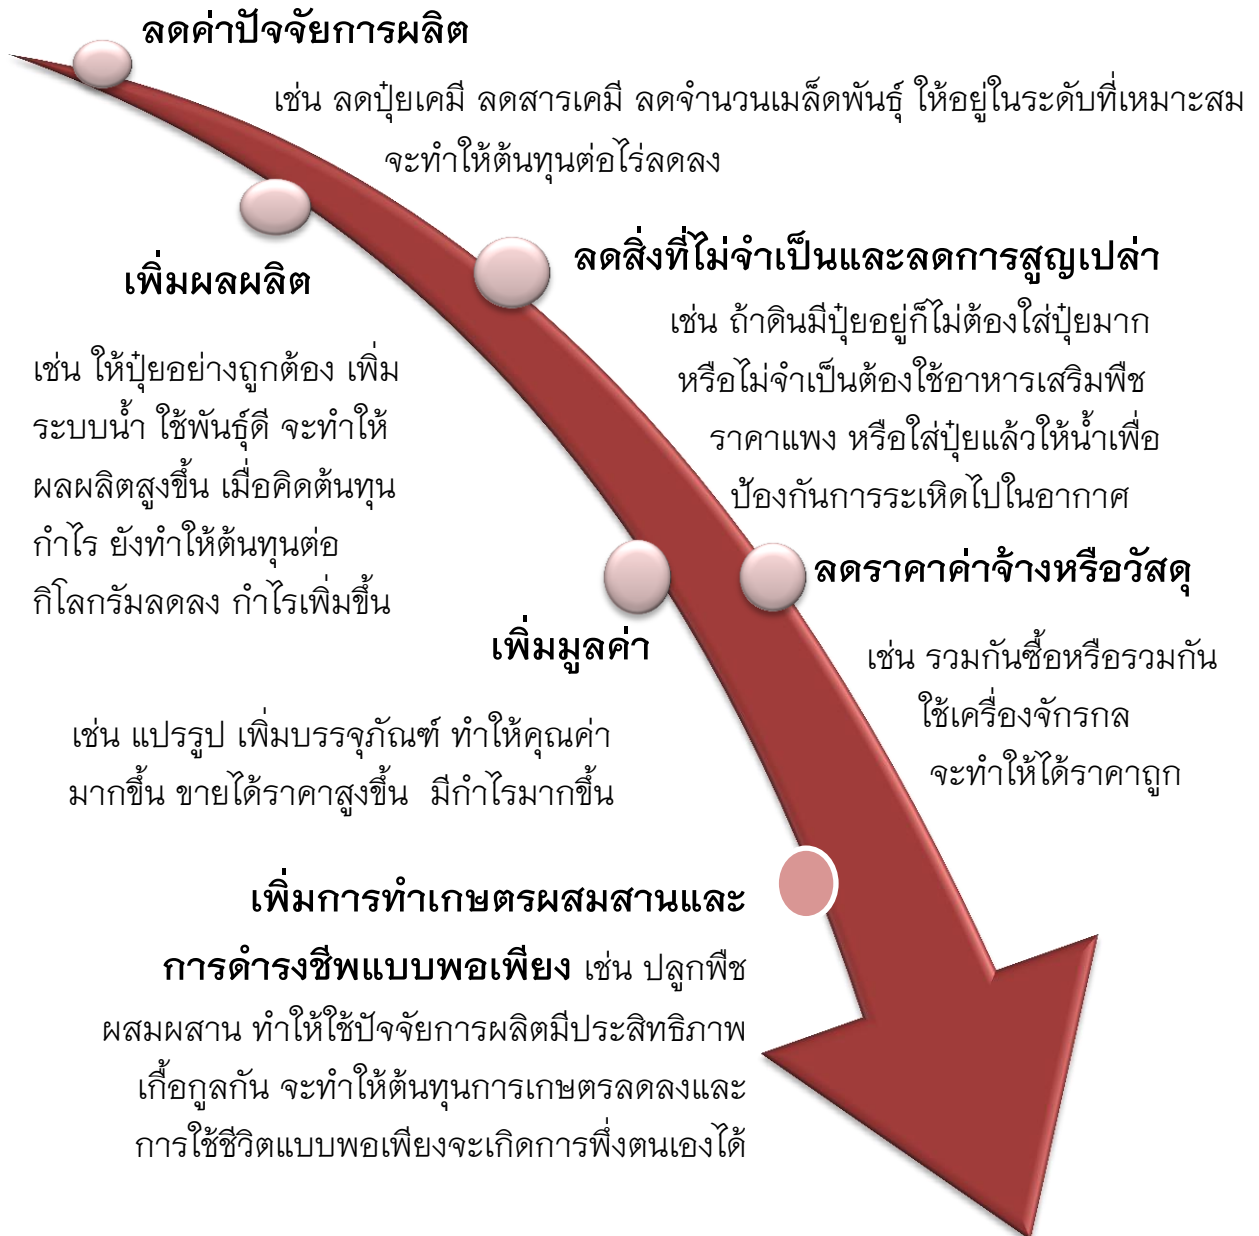 ลดค่าปัจจัยการผลิต
เช่น ลดปุ๋ยเคมี ลดสารเคมี ลดจำนวนเมล็ดพันธุ์ ให้อยู่ในระดับที่เหมาะสม
จะทำให้ต้นทุนต่อไร่ลดลง
เพิ่มผลผลิต
เช่น ให้ปุ๋ยอย่างถูกต้อง เพิ่ม
ระบบน้ำ ใช้พันธุ์ดี จะทำให้
ผลผลิตสูงขึ้น เมื่อคิดต้นทุน
กำไร ยังทำให้ต้นทุนต่อ
กิโลกรัมลดลง กำไรเพิ่มขึ้น
ลดสิ่งที่ไม่จำเป็นและลดการสูญเปล่า
เช่น ถ้าดินมีปุ๋ยอยู่ก็ไม่ต้องใส่ปุ๋ยมาก
หรือไม่จำเป็นต้องใช้อาหารเสริมพืช
ราคาแพง หรือใส่ปุ๋ยแล้วให้น้ำเพื่อ
ป้องกันการระเหิดไปในอากาศ
เพิ่มมูลค่า
เช่น แปรรูป เพิ่มบรรจุภัณฑ์ ทำให้คุณค่า
มากขึ้น ขายได้ราคาสูงขึ้น มีกำไรมากขึ้น
ลดราคาค่าจ้างหรือวัสดุ
เช่น รวมกันซื้อหรือรวมกัน
ใช้เครื่องจักรกล
จะทำให้ได้ราคาถูก
เพิ่มการทำเกษตรผสมสานและ
การดำรงชีพแบบพอเพียง เช่น ปลูกพืช
ผสมผสาน ทำให้ใช้ปัจจัยการผลิตมีประสิทธิภาพ
เกื้อกูลกัน จะทำให้ต้นทุนการเกษตรลดลงและ
การใช้ชีวิตแบบพอเพียงจะเกิดการพึ่งตนเองได้